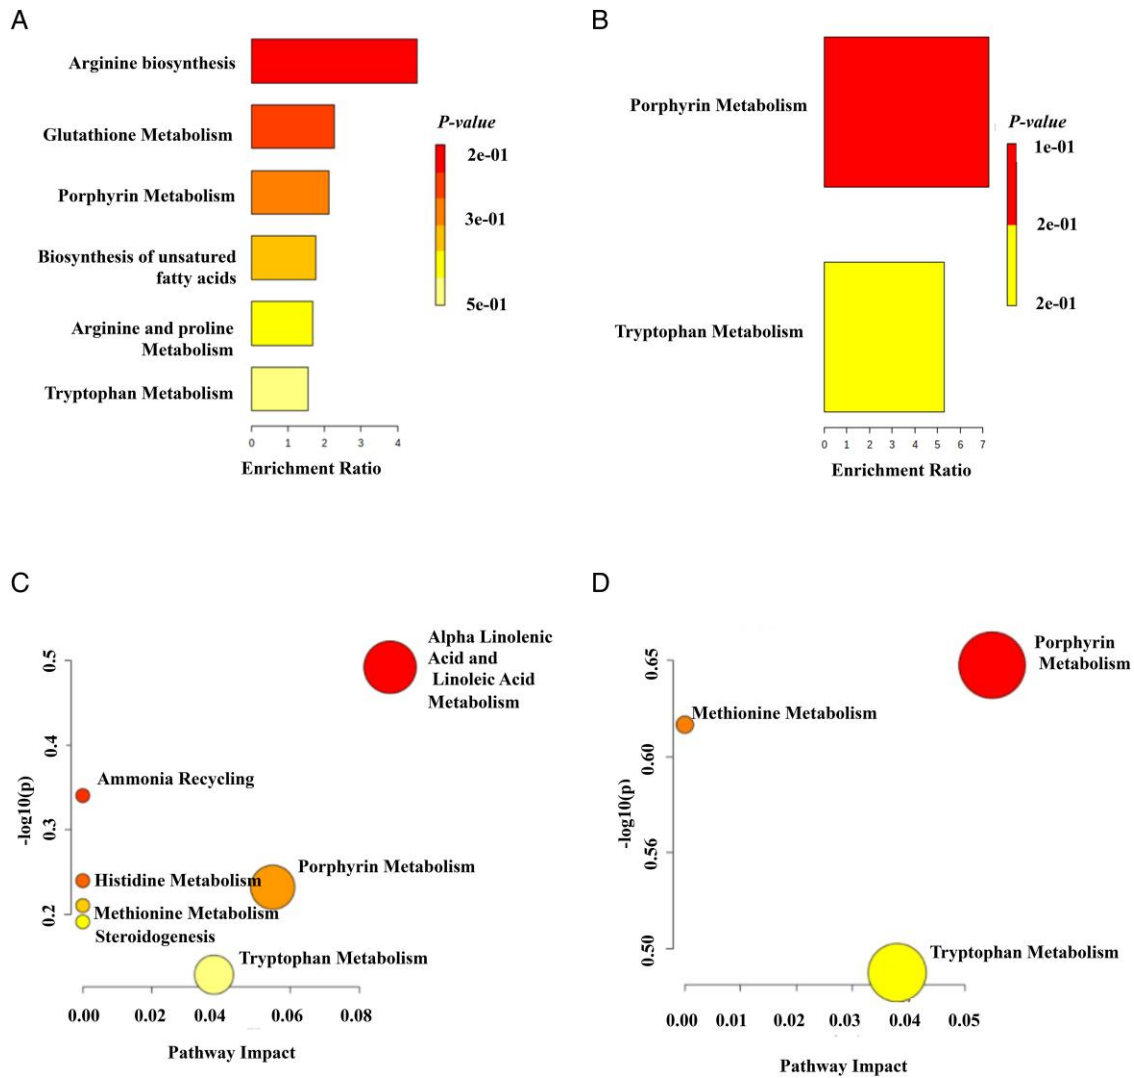 A
Arginine biosynthesis
Glutathione Metabolism
Porphyrin Metabolism
Biosynthesis of unsatured
fatty acids
Arginine and proline
Metabolism
Tryptophan Metabolism
0 1 2 3 4
Enrichment Ratio
P-value
2e-01
3e-01
5e-01
B
Porphyrin Metabolism
Tryptophan Metabolism
0 1 2 3 4 5 6 7
Enrichment Ratio
P-value
1e-01
2e-01
2e-01
C
-log10(p)
0.5
0.4
0.3
0.2
Alpha Linolenic
Acid and
Linoleic Acid
Metabolism
Ammonia Recycling
Porphyrin Metabolism
Histidine Metabolism
Methionine Metabolism
Steroidogenesis
Tryptophan Metabolism
0.00 0.02 0.04 0.06 0.08
Pathway Impact
D
-log10(p)
0.65
0.60
0.56
0.50
Porphyrin
Metabolism
Methionine Metabolism
Tryptophan Metabolism
0.00 0.01 0.02 0.03 0.04 0.05
Pathway Impact